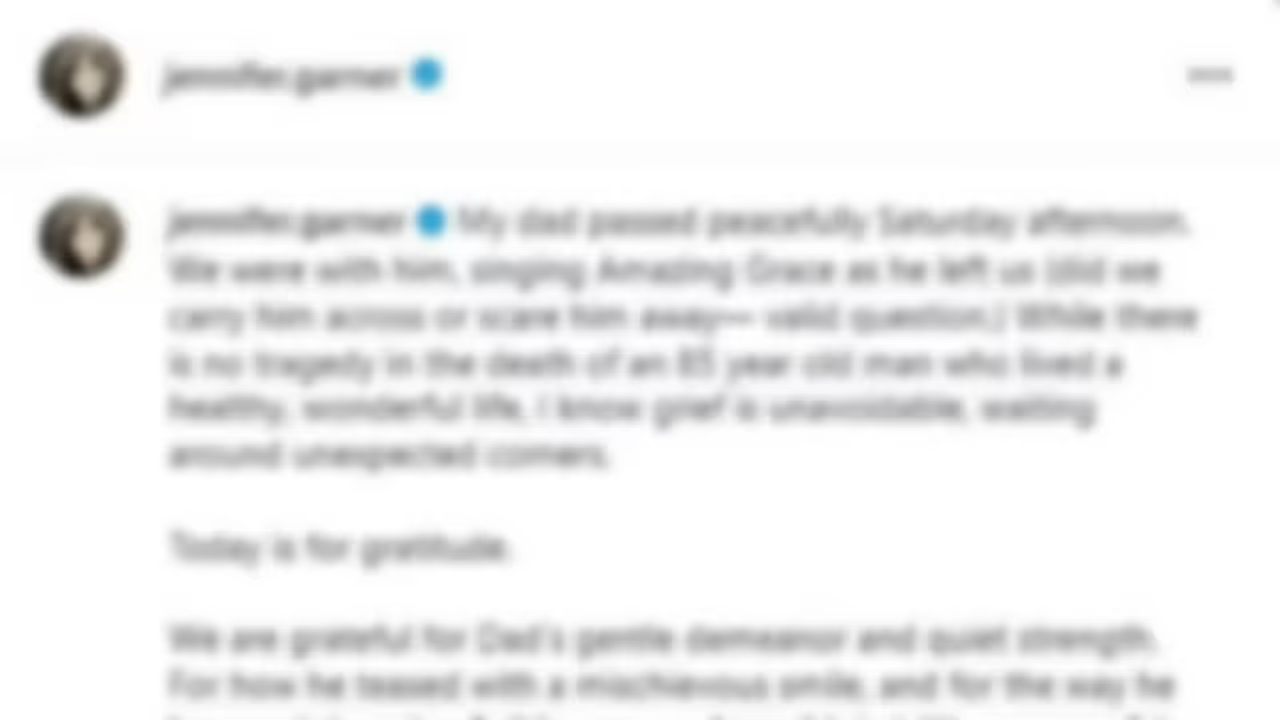 jennifer.garner
jennifer.garner My dad passed peacefully Saturday afternoon.
We were with him, singing Amazing Grace as he left us (did we
carry him across or scare him away— valid question.) While there
is no tragedy in the death of an 85 year old man who lived a
healthy, wonderful life, I know grief is unavoidable, waiting
around unexpected corners.
Today is for gratitude.
We are grateful for Dad's gentle demeanor and quiet strength.
For how he teased with a mischievous smile, and for the way he